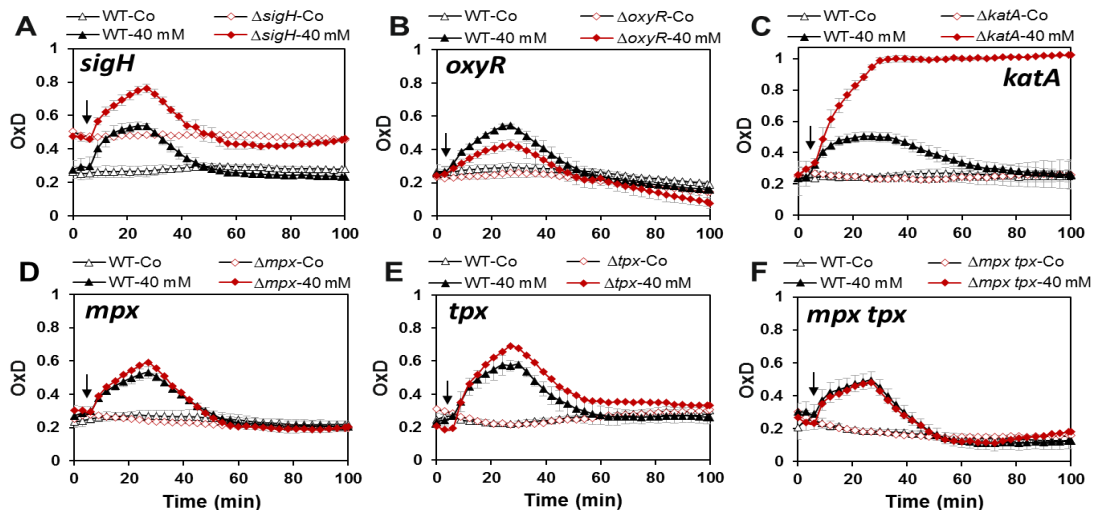 A
WT-Co ΔsigH-Co
WT-40 mM ΔsigH-40 mM
sigH
OxD
1
0.8
0.6
0.4
0.2
0
0 20 40 60 80 100
B
WT-Co ΔoxyR-Co
WT-40 mM ΔoxyR-40 mM
oxyR
OxD
1
0.8
0.6
0.4
0.2
0
0 20 40 60 80 100
C
WT-Co ΔkatA-Co
WT-40 mM ΔkatA-40 mM
katA
OxD
1
0.8
0.6
0.4
0.2
0
0 20 40 60 80 100
D
WT-Co Δmpx-Co
WT-40 mM Δmpx-40 mM
mpx
OxD
1
0.8
0.6
0.4
0.2
0
0 20 40 60 80 100
Time (min)
E
WT-Co Δtpx-Co
WT-40 mM Δtpx-40 mM
tpx
OxD
1
0.8
0.6
0.4
0.2
0
0 20 40 60 80 100
Time (min)
F
WT-Co Δmpx tpx-Co
WT-40 mM Δmpx tpx-40 mM
mpx tpx
OxD
1
0.8
0.6
0.4
0.2
0
0 20 40 60 80 100
Time (min)